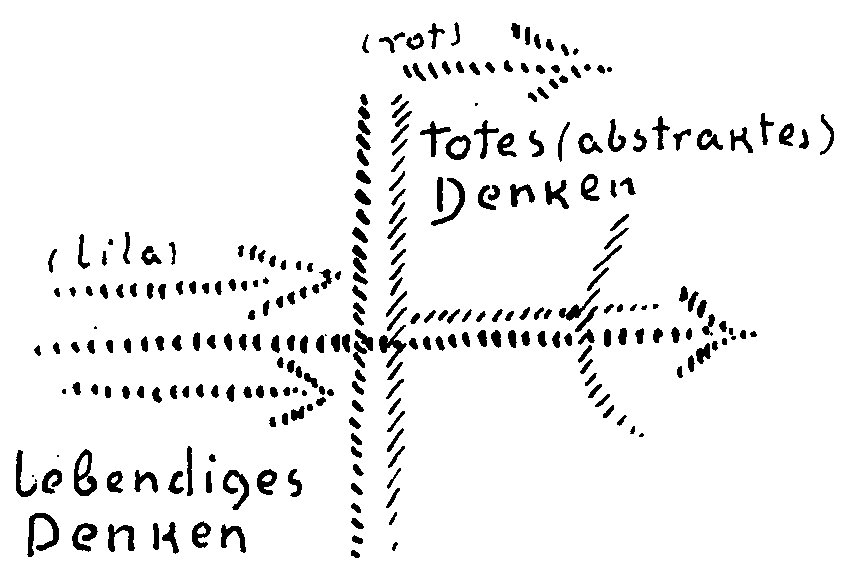 (rot)
totes (abstraktes)
Denken
(lila)
lebendiges
Denken